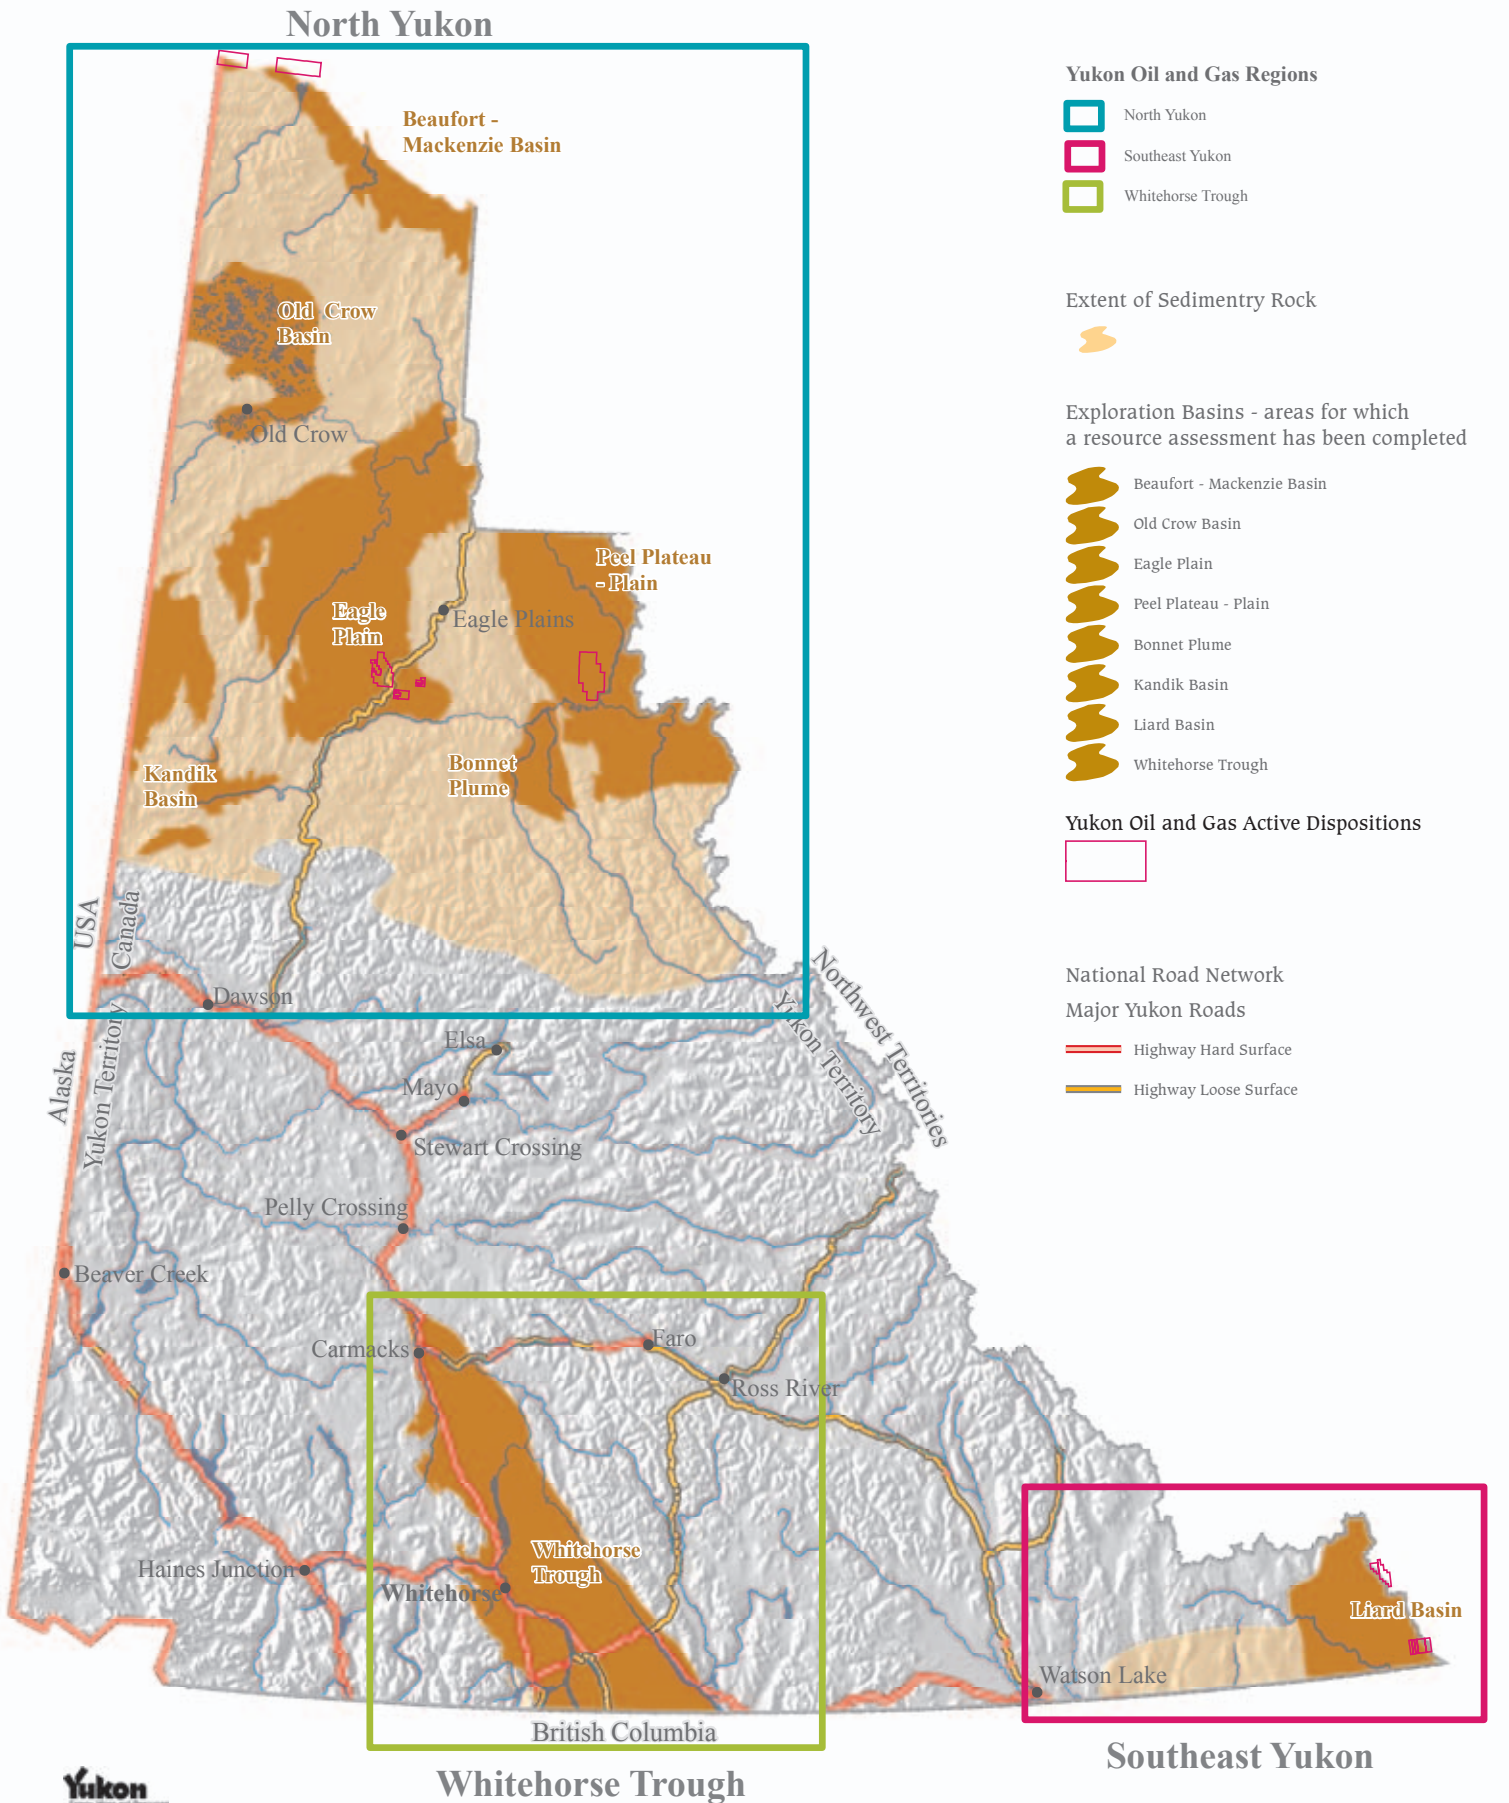 North Yukon
Beaufort -
Mackenzie Basin
Old Crow
Basin
Old Crow
Peel Plateau
- Plain
Eagle
Plain
Eagle Plains
Bonnet
Plume
Kandik
Basin
USA
Canada
Alaska
Yukon Territory
Dawson
Northwest Territories
Yukon Territory
Elsa
Mayo
Stewart Crossing
Pelly Crossing
Beaver Creek
Carmacks
Faro
Ross River
Haines Junction
Whitehorse
Whitehorse
Trough
Liard Basin
Watson Lake
British Columbia
Whitehorse Trough
Southeast Yukon
Yukon
Yukon Oil and Gas Regions
North Yukon
Southeast Yukon
Whitehorse Trough
Extent of Sedimentry Rock
Exploration Basins - areas for which
a resource assessment has been completed
Beaufort - Mackenzie Basin
Old Crow Basin
Eagle Plain
Peel Plateau - Plain
Bonnet Plume
Kandik Basin
Liard Basin
Whitehorse Trough
Yukon Oil and Gas Active Dispositions
National Road Network
Major Yukon Roads
Highway Hard Surface
Highway Loose Surface